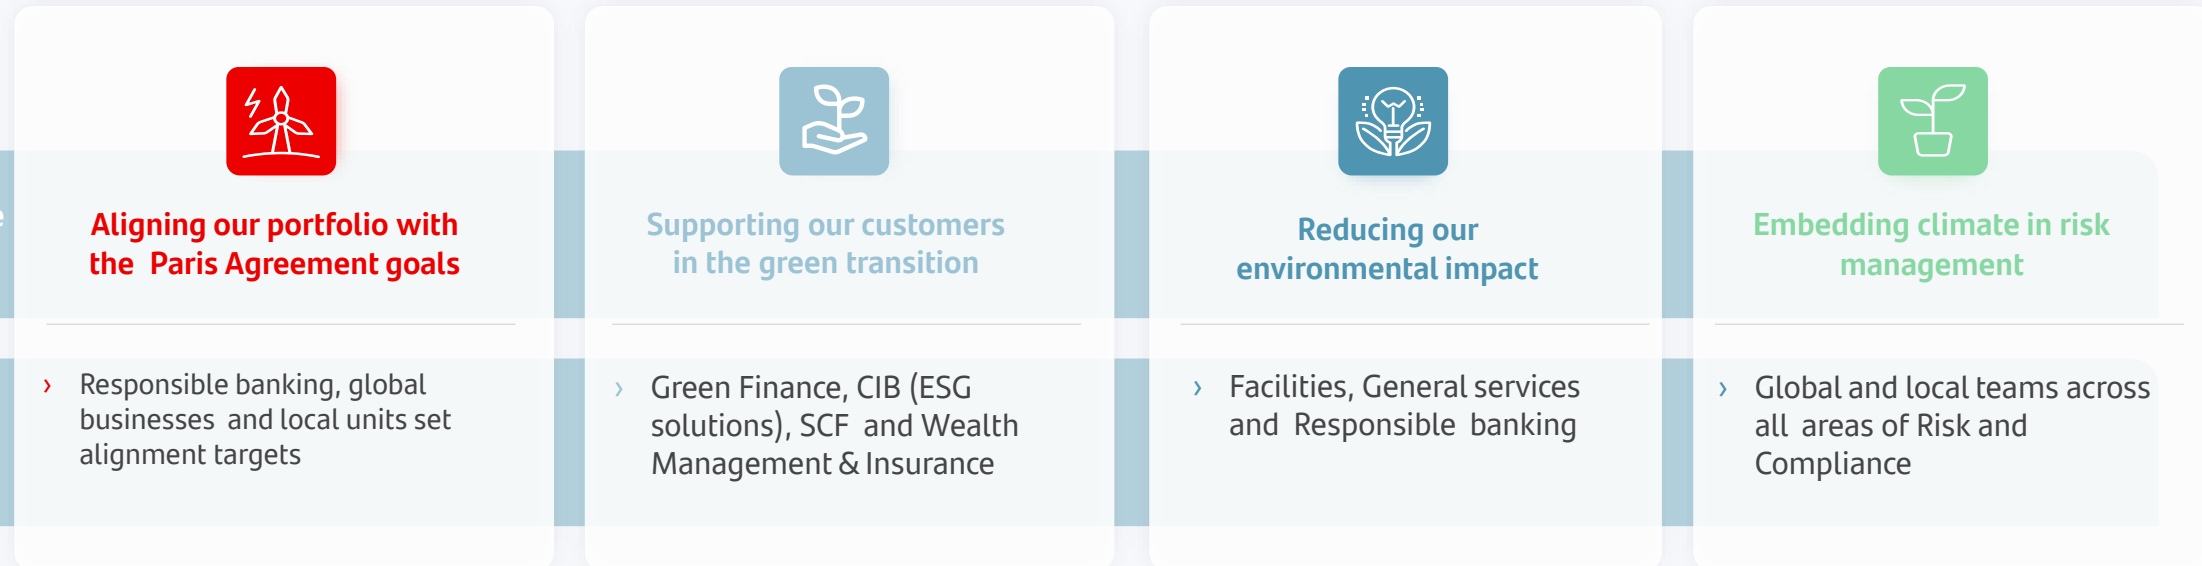 Aligning our portfolio with
the Paris Agreement goals
Responsible banking, global
businesses and local units set
alignment targets
Supporting our customers
in the green transition
Green Finance, CIB (ESG
solutions), SCF and Wealth
Management & Insurance
Reducing our
environmental impact
Facilities, General services
and Responsible banking
Embedding climate in risk
management
Global and local teams across
all areas of Risk and
Compliance